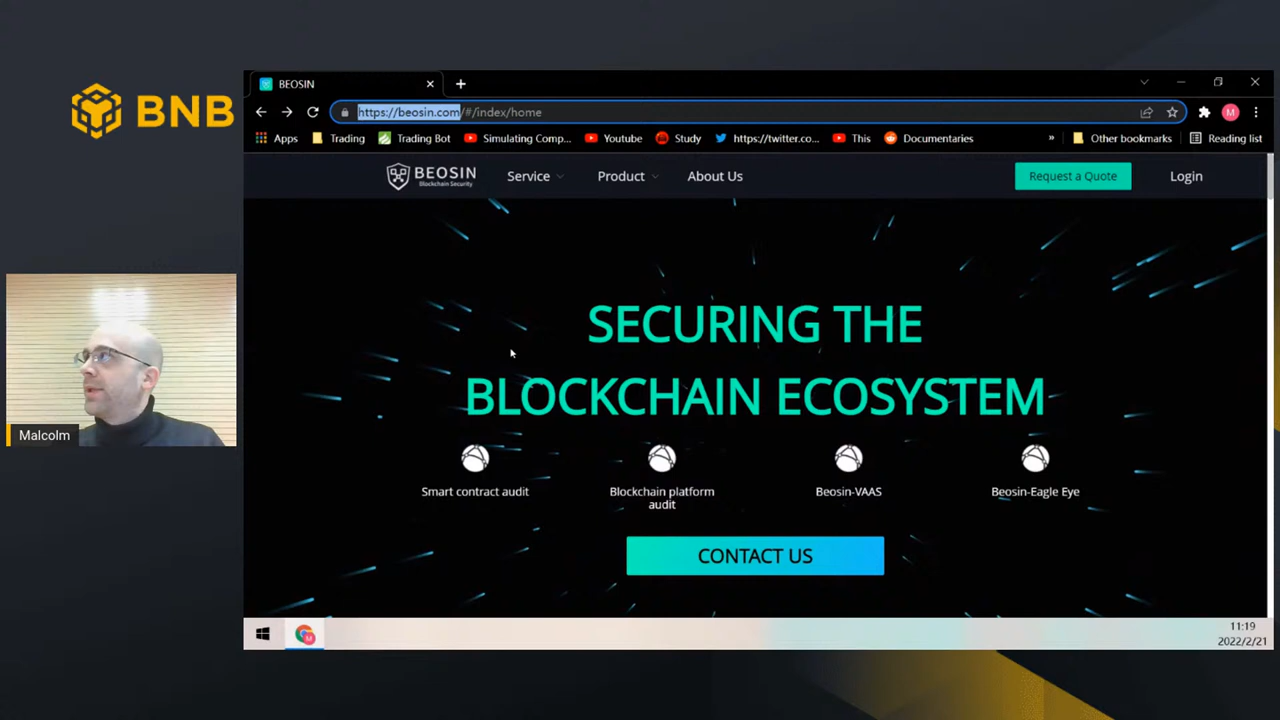 BNB
BEOSIN
https://beosin.com/#/index/home
Apps
Trading
Trading Bot
Simulating Comp...
Youtube
Study
https://twitter.co...
This
Documentaries
»
Other bookmarks
Reading list
BEOSIN
Blockchain Security
Service
Product
About Us
Request a Quote
Login
SECURING THE
BLOCKCHAIN ECOSYSTEM
Smart contract audit
Blockchain platform
audit
Beosin-VAAS
Beosin-Eagle Eye
CONTACT US
Malcolm
11:19
2022/2/21
M
M